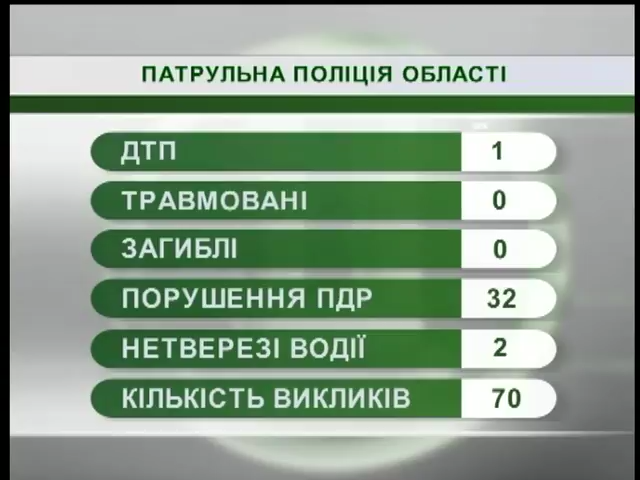 ПАТРУЛЬНА ПОЛІЦІЯ ОБЛАСТІ
ДТП 1
ТРАВМОВАНІ 0
ЗАГИБЛІ 0
ПОРУШЕННЯ ПДР 32
НЕТВЕРЕЗІ ВОДІЇ 2
КІЛЬКІСТЬ ВИКЛИКІВ 70